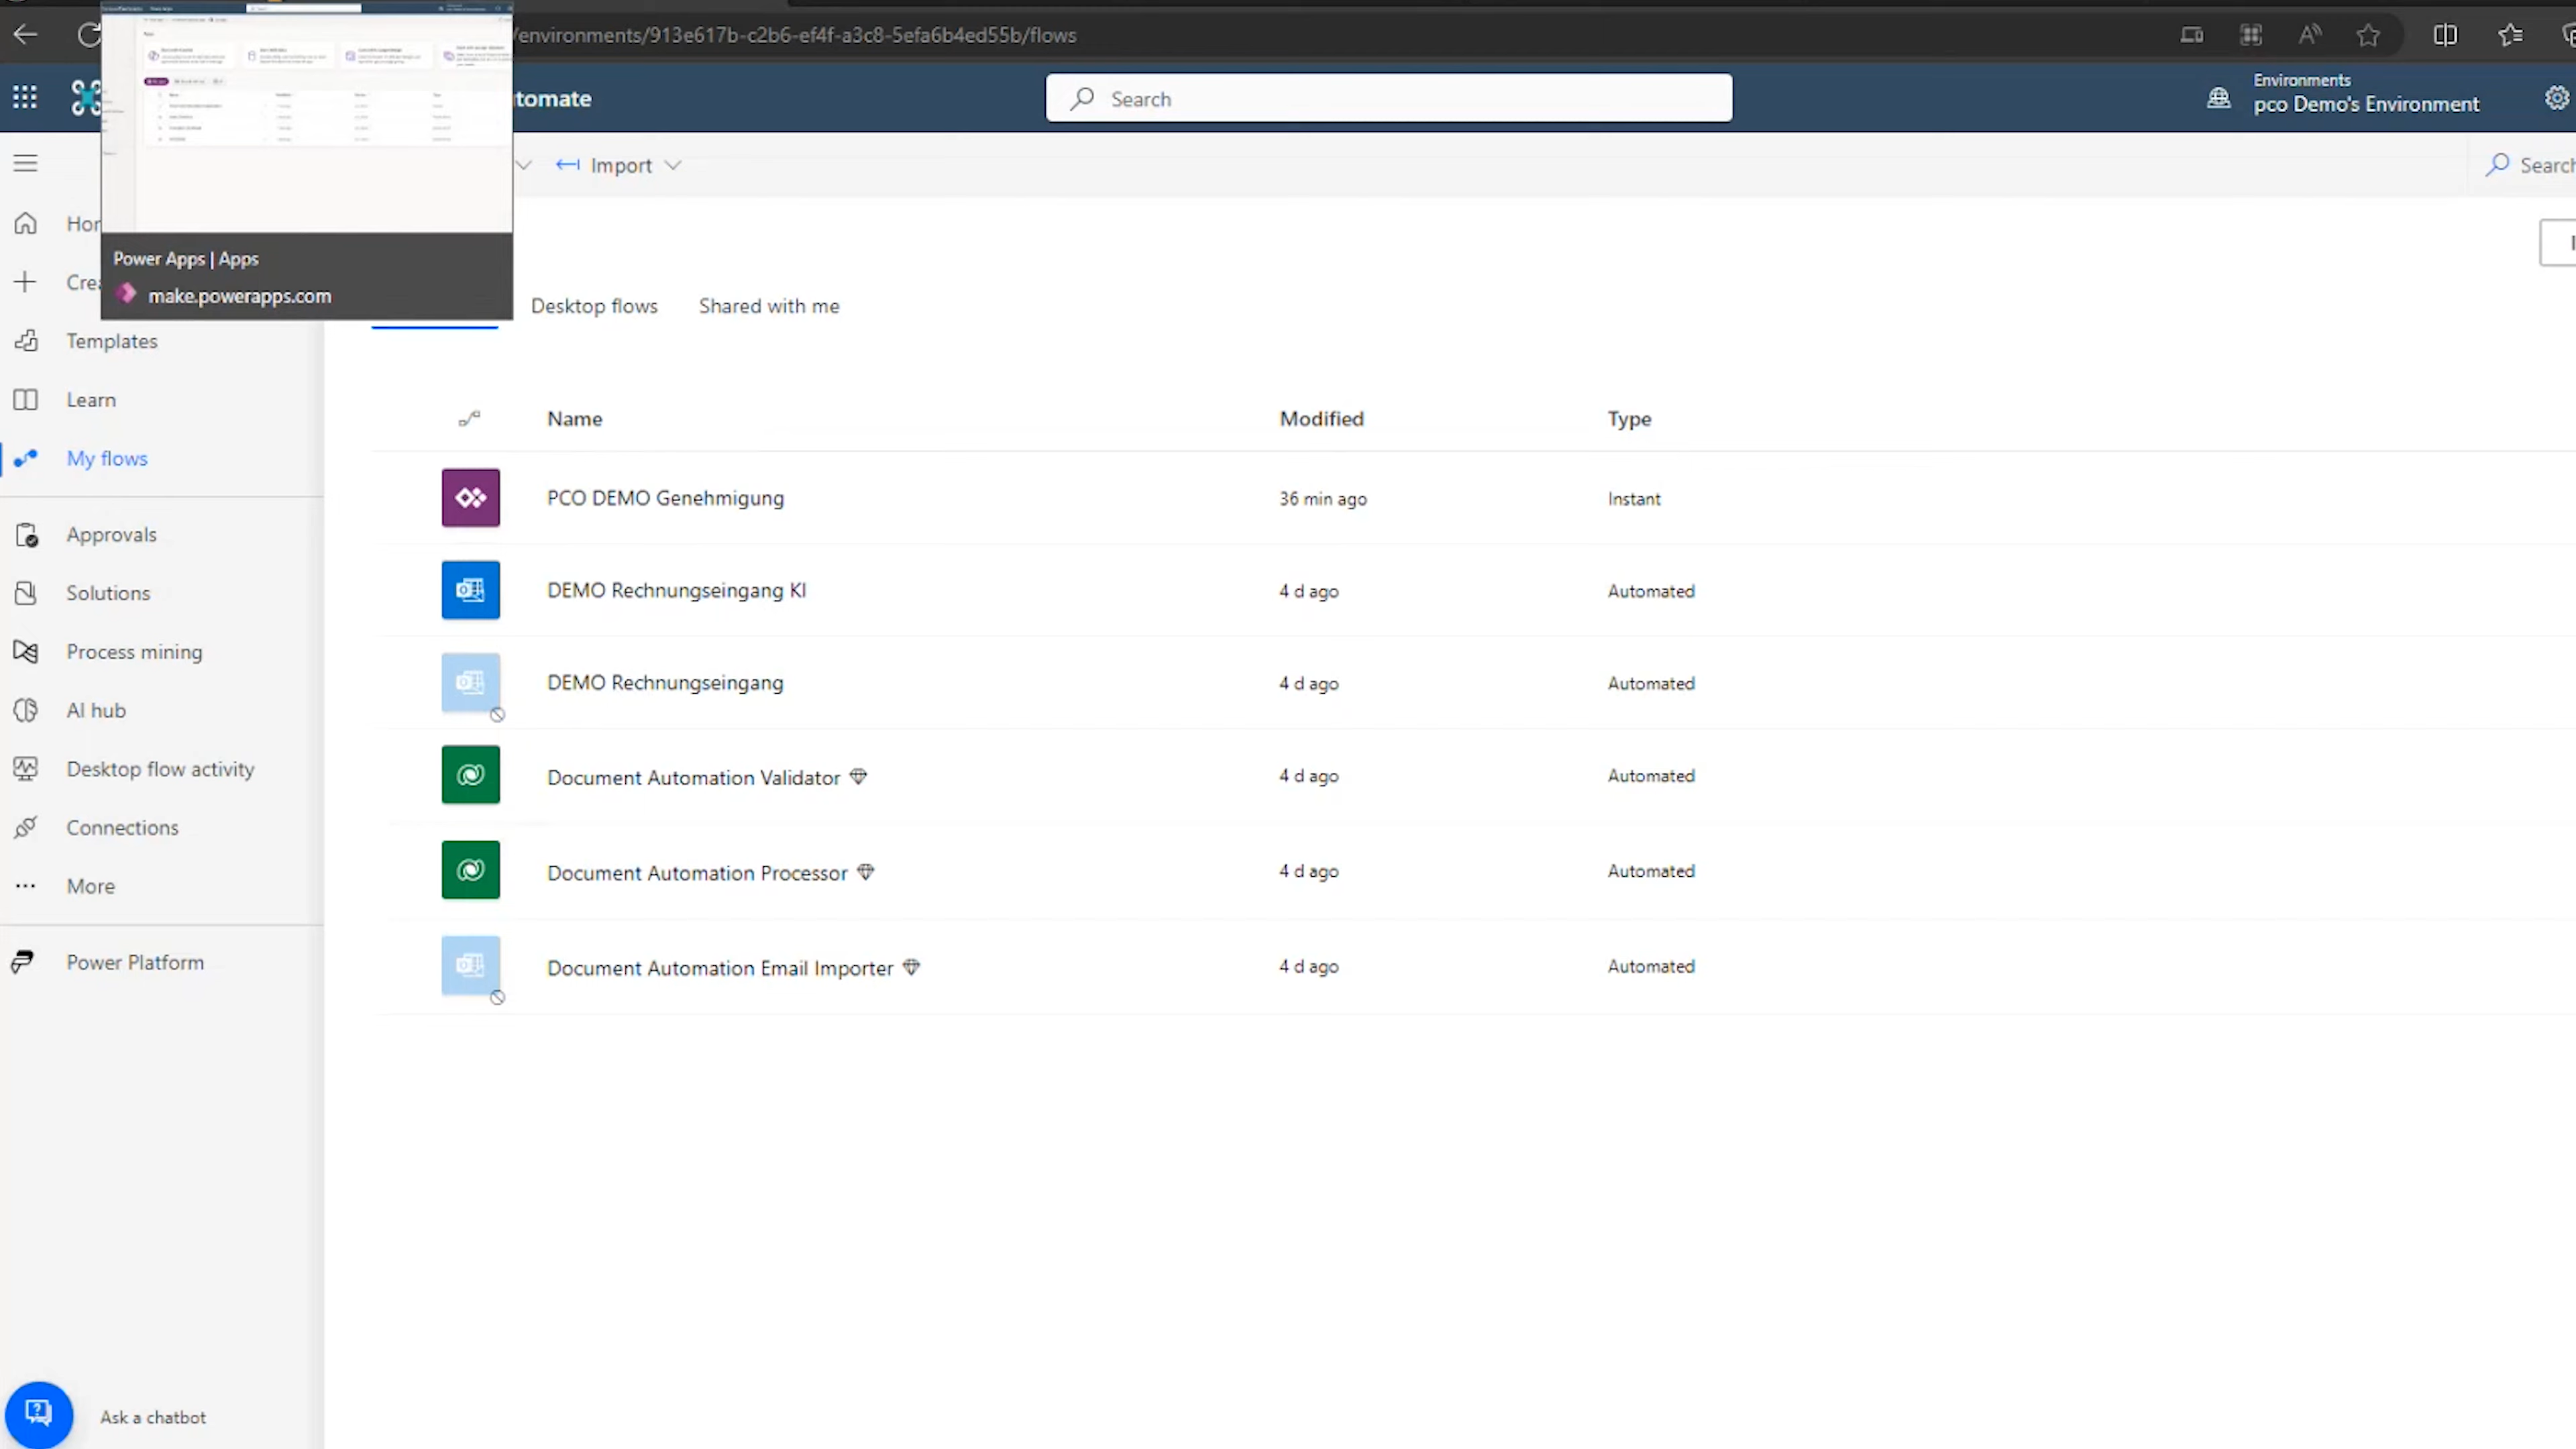 /environments/913e617b-c2b6-ef4f-a3c8-5efa6b4ed55b/flows
tomate
Search
Environments
pco Demo's Environment
Import
Search
Power Apps | Apps
make.powerapps.com
Templates
Learn
My flows
Approvals
Solutions
Process mining
AI hub
Desktop flow activity
Connections
More
Power Platform
Ask a chatbot
Desktop flows
Shared with me
Name Modified Type
PCO DEMO Genehmigung 36 min ago Instant
DEMO Rechnungseingang KI 4 d ago Automated
DEMO Rechnungseingang 4 d ago Automated
Document Automation Validator 4 d ago Automated
Document Automation Processor 4 d ago Automated
Document Automation Email Importer 4 d ago Automated